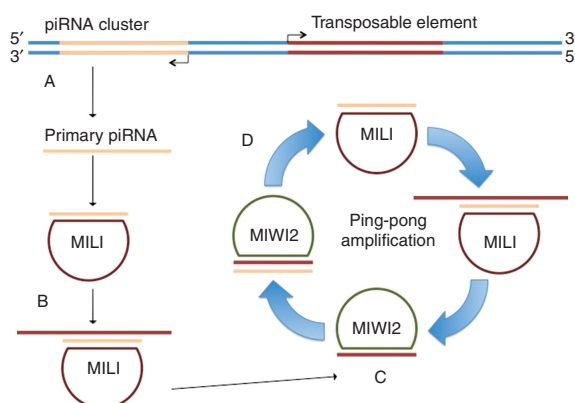 piRNA cluster
Transposable element
5′
3
3′
5
A
Primary piRNA
MILI
B
MILI
D
MILI
MIWI2
Ping-pong
amplification
MILI
MIWI2
C